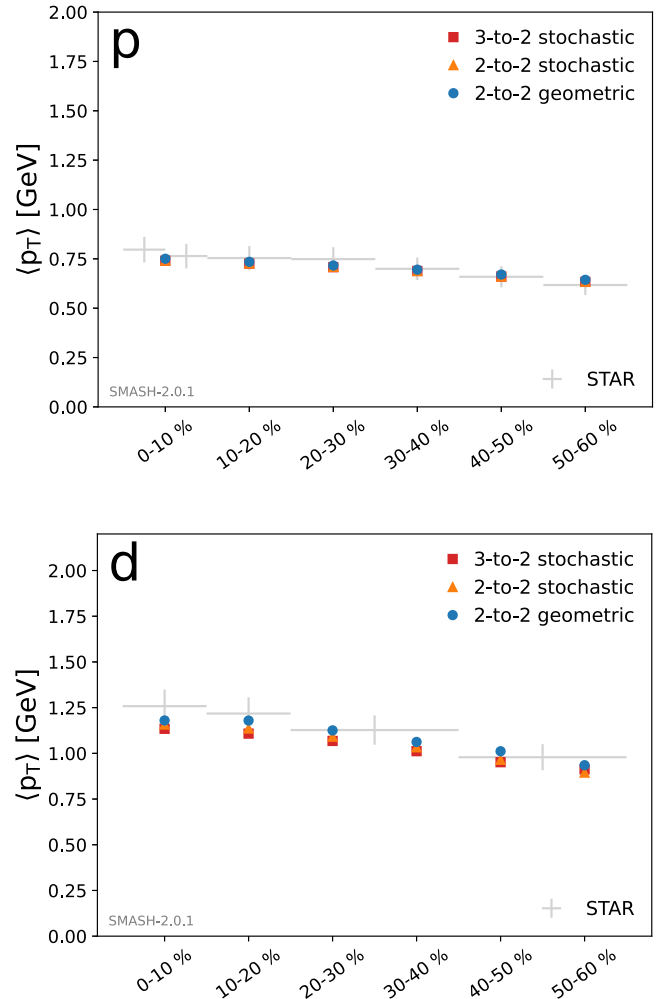 p
3-to-2 stochastic
2-to-2 stochastic
2-to-2 geometric
2.00
1.75
1.50
1.25
1.00
0.75
0.50
0.25
0.00
⟨pT⟩ [GeV]
SMASH-2.0.1
STAR
0-10 %
10-20 %
20-30 %
30-40 %
40-50 %
50-60 %
d
3-to-2 stochastic
2-to-2 stochastic
2-to-2 geometric
2.00
1.75
1.50
1.25
1.00
0.75
0.50
0.25
0.00
⟨pT⟩ [GeV]
SMASH-2.0.1
STAR
0-10 %
10-20 %
20-30 %
30-40 %
40-50 %
50-60 %